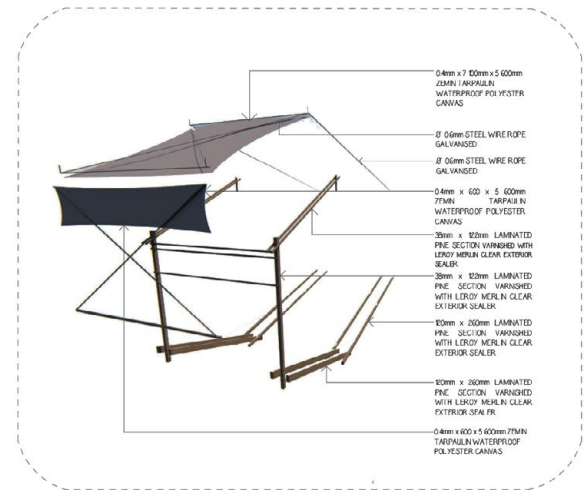 0.4mm x 7 100mm x 5 600mm
ZEMIN TARPAULIN
WATERPROOF POLYESTER
CANVAS
Ø 06mm STEEL WIRE ROPE
GALVANSED
Ø 06mm STEEL WIRE ROPE
GALVANSED
0.4mm x 600 x 5 600mm
ZEMIN TARPAULIN
WATERPROOF POLYESTER
CANVAS
38mm x 122mm LAMINATED
PINE SECTION VARNISHED WITH
LEROY MERLIN CLEAR EXTERIOR
SEALER
38mm x 122mm LAMINATED
PINE SECTION VARNISHED
WITH LEROY MERLIN CLEAR
EXTERIOR SEALER
120mm x 260mm LAMINATED
PINE SECTION VARNISHED
WITH LEROY MERLIN CLEAR
EXTERIOR SEALER
120mm x 260mm LAMINATED
PINE SECTION VARNISHED
WITH LEROY MERLIN CLEAR
EXTERIOR SEALER
0.4mm x 600 x 5 600mm ZEMIN
TARPAULIN WATERPROOF
POLYESTER CANVAS